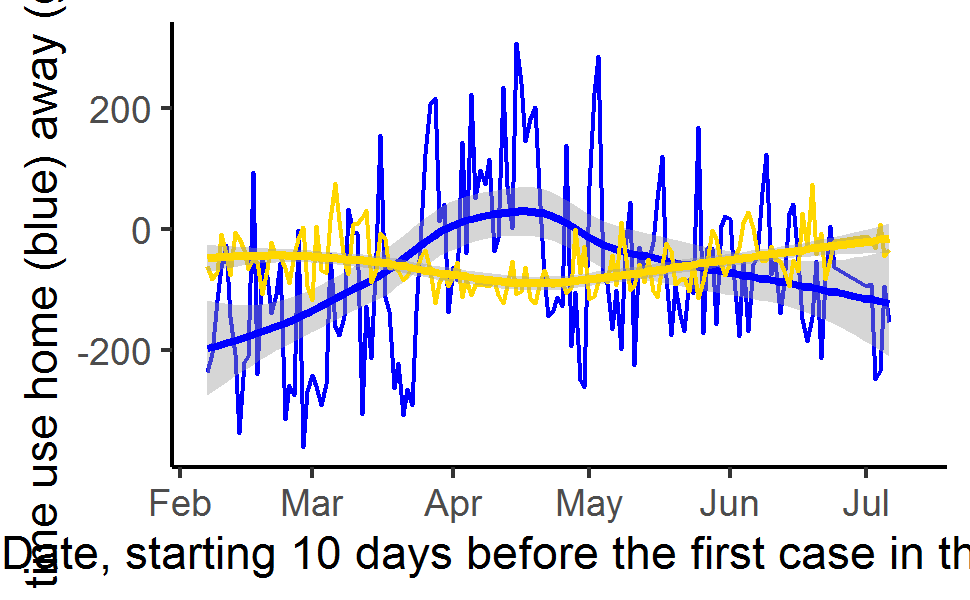 time use home (blue) away (
200
0
-200
Feb Mar Apr May Jun Jul
Date, starting 10 days before the first case in th